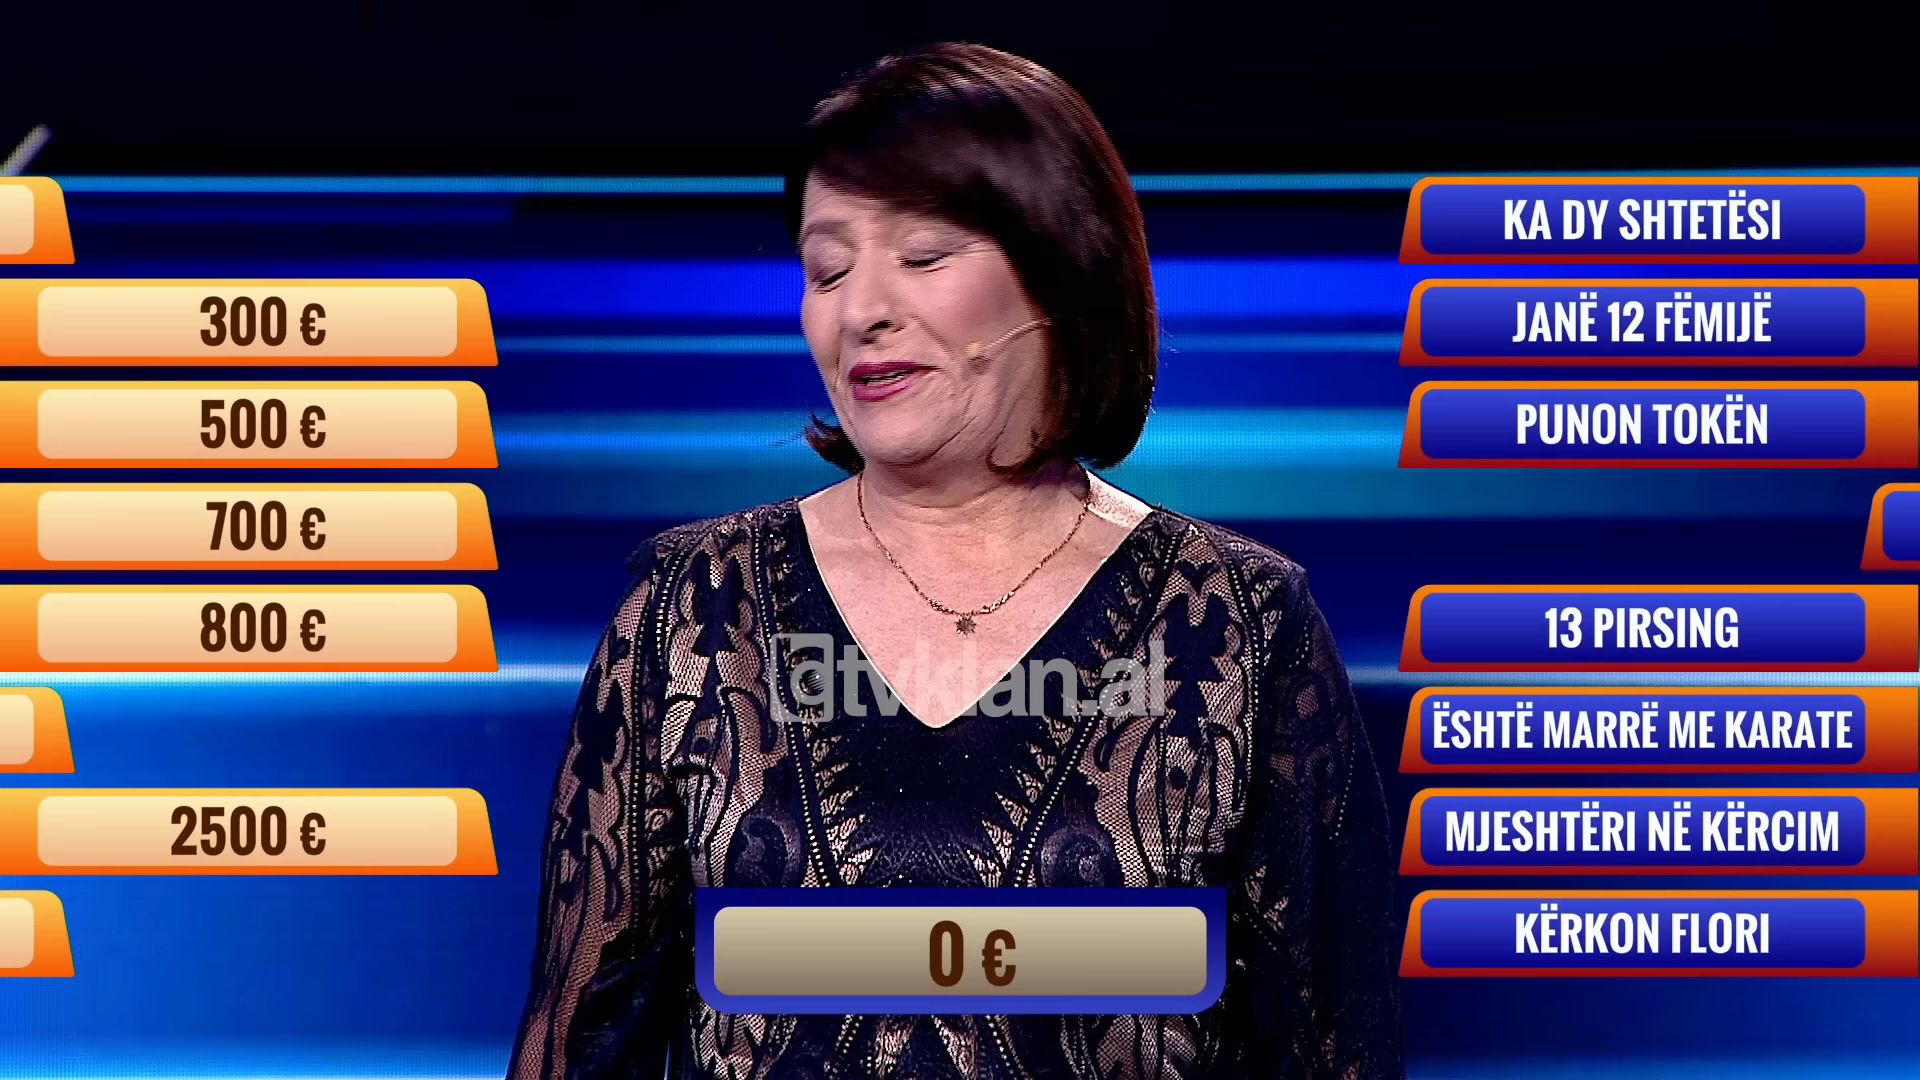 300 €
500 €
700 €
800 €
2500 €
KA DY SHTETËSI
JANË 12 FËMIJË
PUNON TOKËN
13 PIRSING
ËSHTË MARRË ME KARATE
MJESHTËRI NË KËRCIM
KËRKON FLORI
tvklan.al
0 €